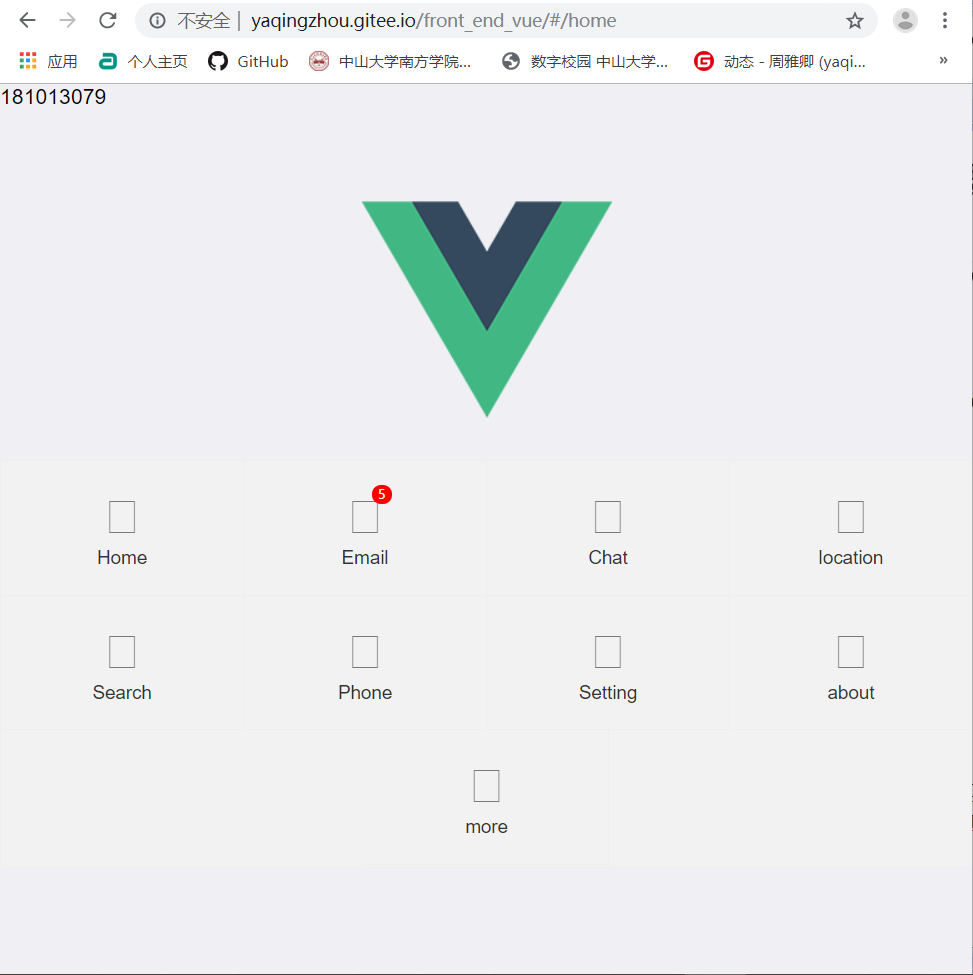 不安全 | yaqingzhou.gitee.io/front_end_vue/#/home
应用 个人主页 GitHub 中山大学南方学院... 数字校园 中山大学... 动态 - 周雅卿 (yaqi... »
181013079
5
Home Email Chat location
Search Phone Setting about
more